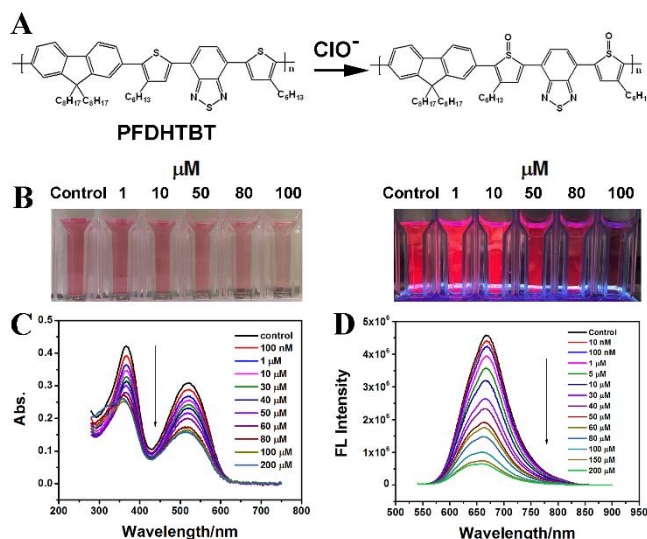 A
ClO⁻
S=O
S=O
C₈H₁₇ C₈H₁₇
C₆H₁₃
N S N
C₆H₁₃
n
C₈H₁₇ C₈H₁₇
C₆H₁₃
N S N
C₆H₁₃
n
PFDHTBT
μM
μM
B
Control 1 10 50 80 100
Control 1 10 50 80 100
C
Abs.
0.5
0.4
0.3
0.2
0.1
0.0
200 300 400 500 600 700 800
Wavelength/nm
control
100 nM
1 μM
10 μM
30 μM
40 μM
50 μM
60 μM
80 μM
100 μM
200 μM
D
FL Intensity
5x10⁶
4x10⁶
3x10⁶
2x10⁶
1x10⁶
0
500 550 600 650 700 750 800 850 900 950
Wavelength/nm
Control
10 nM
100 nM
1 μM
5 μM
10 μM
30 μM
40 μM
50 μM
60 μM
80 μM
100 μM
150 μM
200 μM